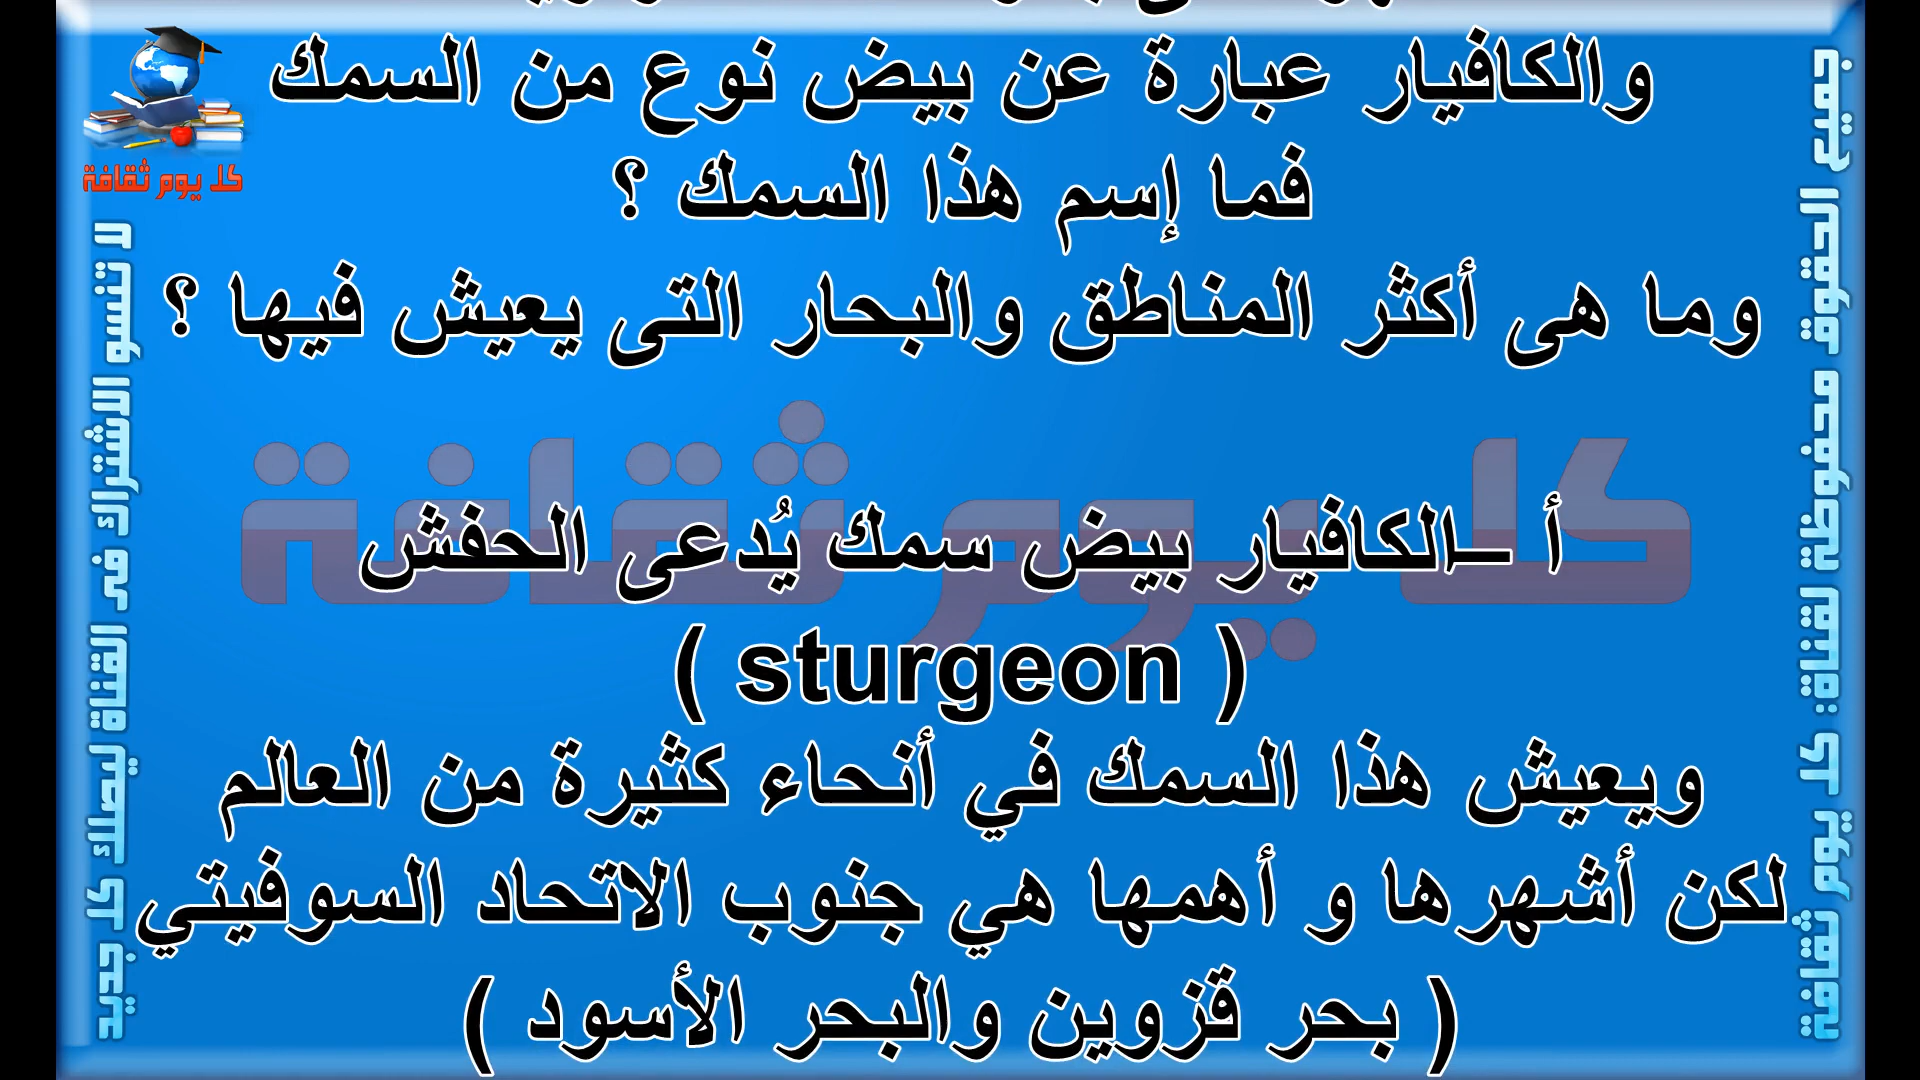 والكافيار عبارة عن بيض نوع من السمك
فما إسم هذا السمك ؟
وما هى أكثر المناطق والبحار التى يعيش فيها ؟
أ –الكافيار بيض سمك يُدعى الحفش
( sturgeon )
ويعيش هذا السمك في أنحاء كثيرة من العالم
لكن أشهرها و أهمها هي جنوب الاتحاد السوفيتي
( بحر قزوين والبحر الأسود )
كل يوم ثقافة
كل يوم ثقافة
جميع الحقوق محفوظة لقناة: كل يوم ثقافة
لا تنسو الاشتراك فى القناة ليصلك كل جديد